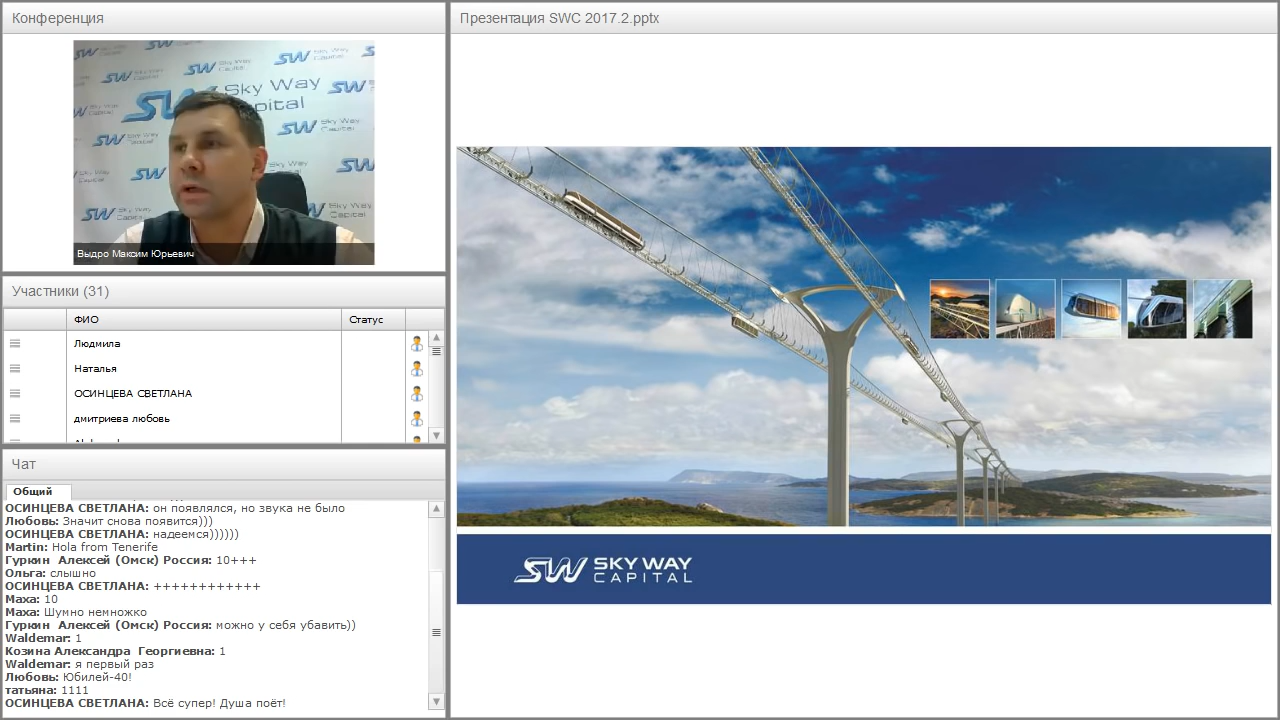 Конференция
SW Sky Way Capital
Выдро Максим Юрьевич
Участники (31)
ФИО Статус
Людмила
Наталья
ОСИНЦЕВА СВЕТЛАНА
дмитриева любовь
Чат
Общий
ОСИНЦЕВА СВЕТЛАНА: он появлялся, но звука не было
Любовь: Значит снова появится)))
ОСИНЦЕВА СВЕТЛАНА: надеемся))))))
Martin: Hola from Tenerife
Гуркин Алексей (Омск) Россия: 10+++
Ольга: слышно
ОСИНЦЕВА СВЕТЛАНА: ++++++++++++
Маха: 10
Маха: Шумно немножко
Гуркин Алексей (Омск) Россия: можно у себя убавить))
Waldemar: 1
Козина Александра Георгиевна: 1
Waldemar: я первый раз
Любовь: Юбилей-40!
татьяна: 1111
ОСИНЦЕВА СВЕТЛАНА: Всё супер! Душа поёт!
Презентация SWC 2017.2.pptx
SW SKY WAY
CAPITAL